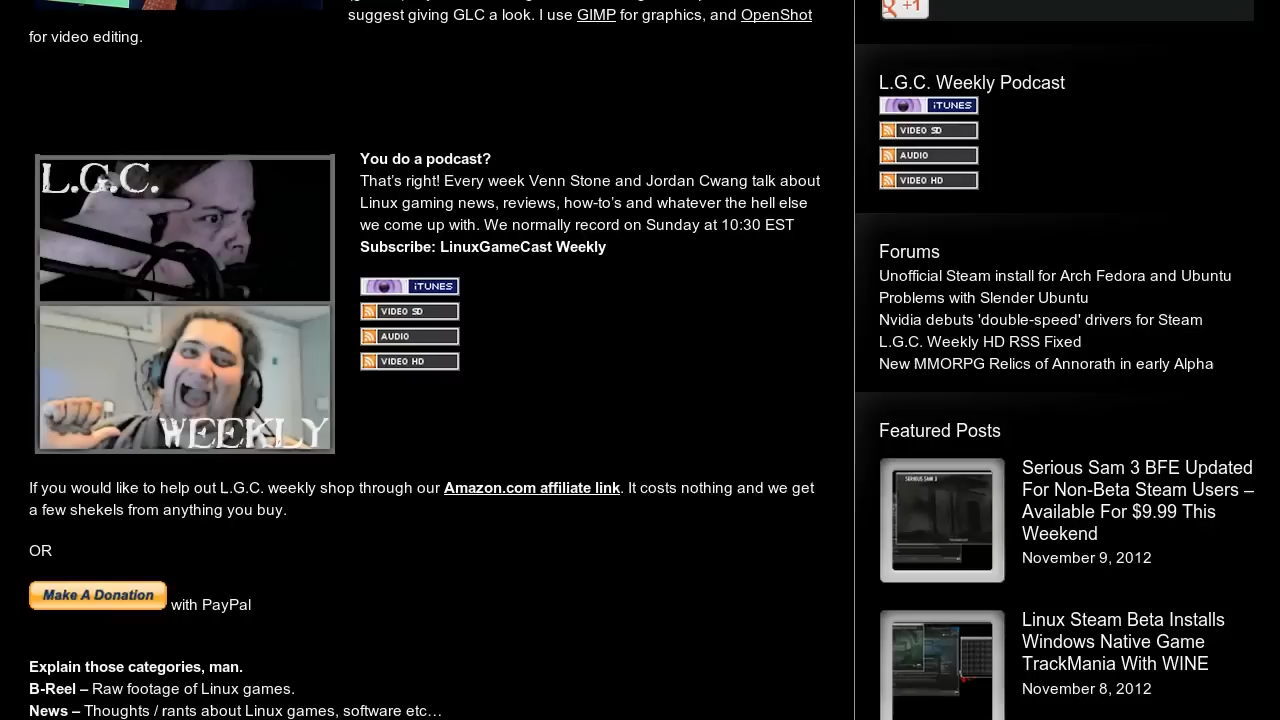 suggest giving GLC a look. I use GIMP for graphics, and OpenShot
for video editing.
L.G.C.
WEEKLY
You do a podcast?
That's right! Every week Venn Stone and Jordan Cwang talk about
Linux gaming news, reviews, how-to's and whatever the hell else
we come up with. We normally record on Sunday at 10:30 EST
Subscribe: LinuxGameCast Weekly
iTUNES
VIDEO SD
AUDIO
VIDEO HD
If you would like to help out L.G.C. weekly shop through our Amazon.com affiliate link. It costs nothing and we get
a few shekels from anything you buy.
OR
Make A Donation with PayPal
Explain those categories, man.
B-Reel – Raw footage of Linux games.
News – Thoughts / rants about Linux games, software etc…
+1
L.G.C. Weekly Podcast
iTUNES
VIDEO SD
AUDIO
VIDEO HD
Forums
Unofficial Steam install for Arch Fedora and Ubuntu
Problems with Slender Ubuntu
Nvidia debuts 'double-speed' drivers for Steam
L.G.C. Weekly HD RSS Fixed
New MMORPG Relics of Annorath in early Alpha
Featured Posts
SERIOUS SAM 3
Serious Sam 3 BFE Updated
For Non-Beta Steam Users –
Available For $9.99 This
Weekend
November 9, 2012
Linux Steam Beta Installs
Windows Native Game
TrackMania With WINE
November 8, 2012